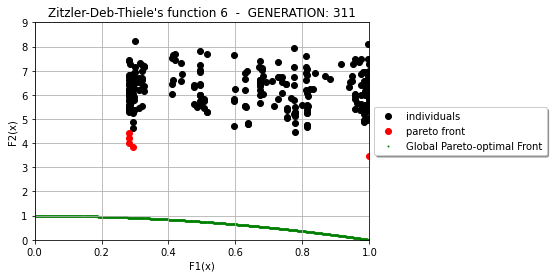 Zitzler-Deb-Thiele's function 6 - GENERATION: 311
9
8
7
6
5
4
3
2
1
0
F2(x)
0.0 0.2 0.4 0.6 0.8 1.0
F1(x)
individuals
pareto front
Global Pareto-optimal Front